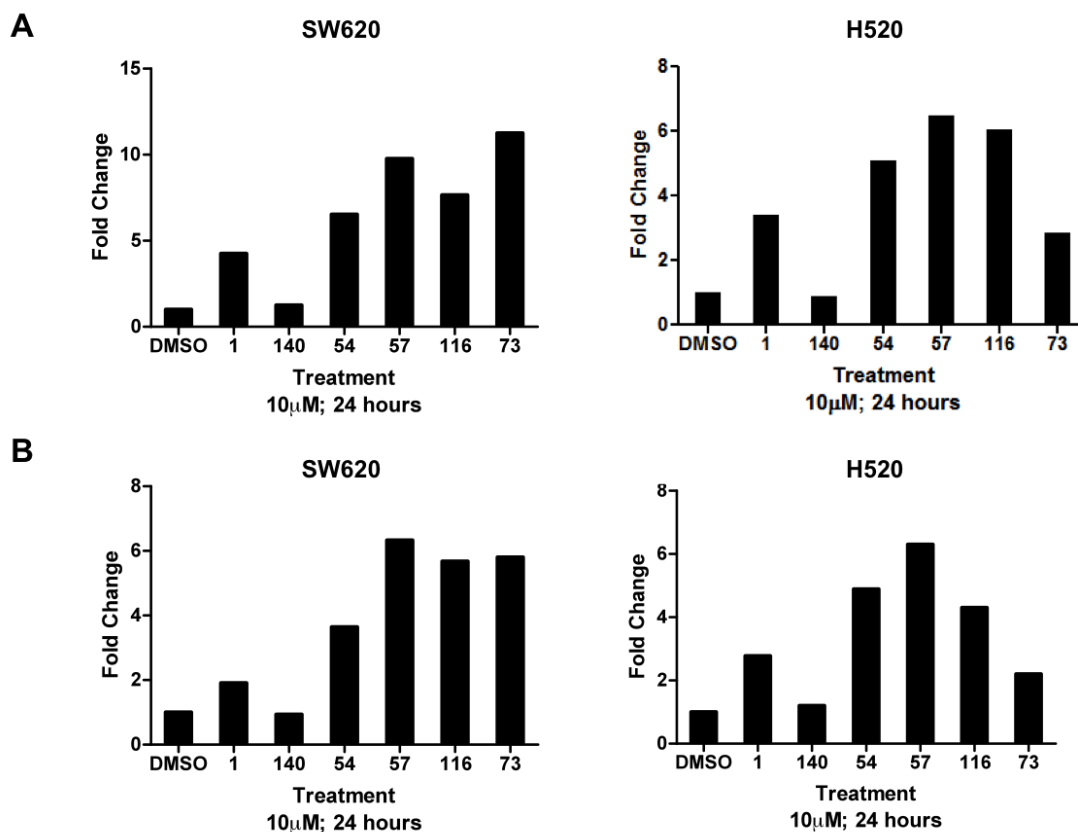 A
SW620
H520
Fold Change
15
10
5
0
DMSO 1 140 54 57 116 73
Treatment
10μM; 24 hours
Fold Change
8
6
4
2
0
DMSO 1 140 54 57 116 73
Treatment
10μM; 24 hours
B
SW620
H520
Fold Change
8
6
4
2
0
DMSO 1 140 54 57 116 73
Treatment
10μM; 24 hours
Fold Change
8
6
4
2
0
DMSO 1 140 54 57 116 73
Treatment
10μM; 24 hours